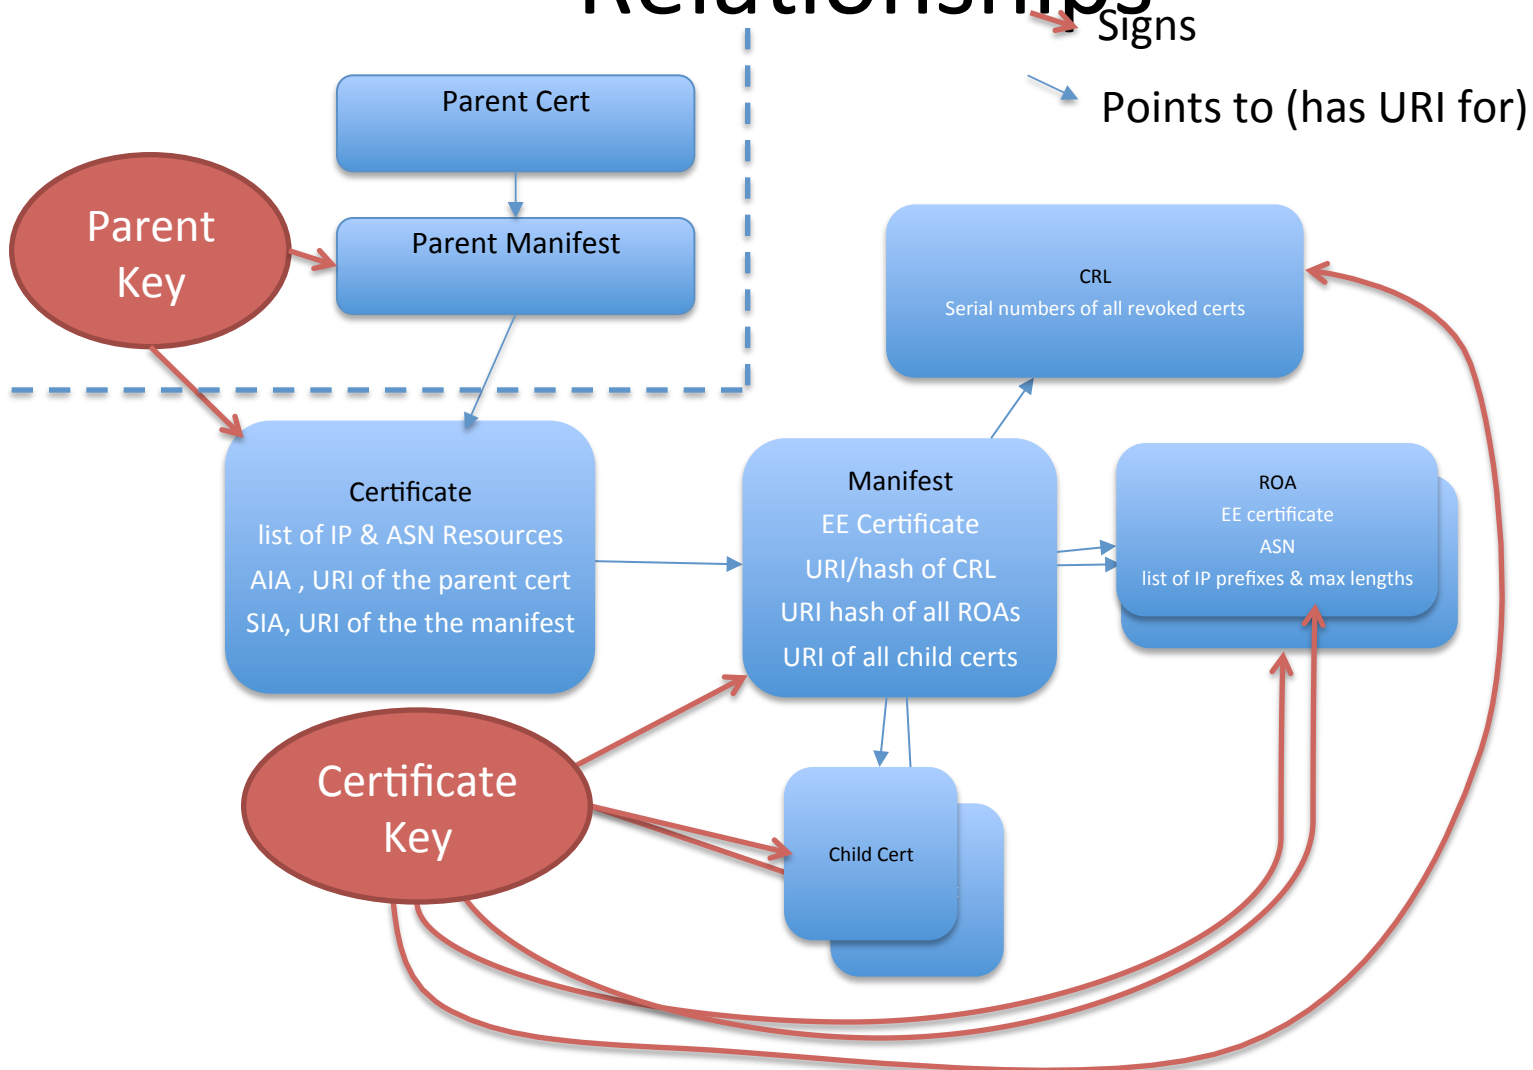 Relationships
Signs
Points to (has URI for)
Parent Cert
Parent
Key
Parent Manifest
CRL
Serial numbers of all revoked certs
Certificate
list of IP & ASN Resources
AIA , URI of the parent cert
SIA, URI of the the manifest
Manifest
EE Certificate
URI/hash of CRL
URI hash of all ROAs
URI of all child certs
ROA
EE certificate
ASN
list of IP prefixes & max lengths
Certificate
Key
Child Cert